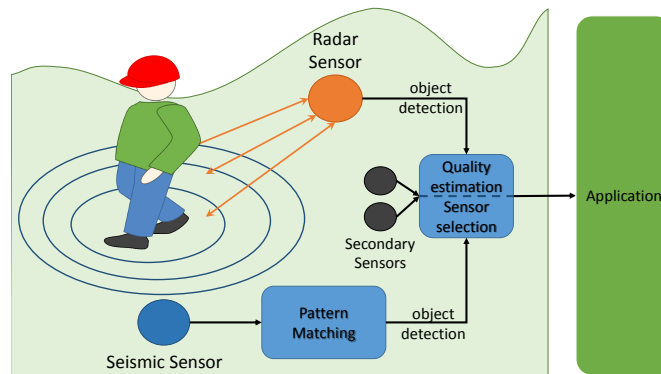 Radar
Sensor
object
detection
Quality
estimation
Sensor
selection
Application
Secondary
Sensors
Pattern
Matching
object
detection
Seismic Sensor